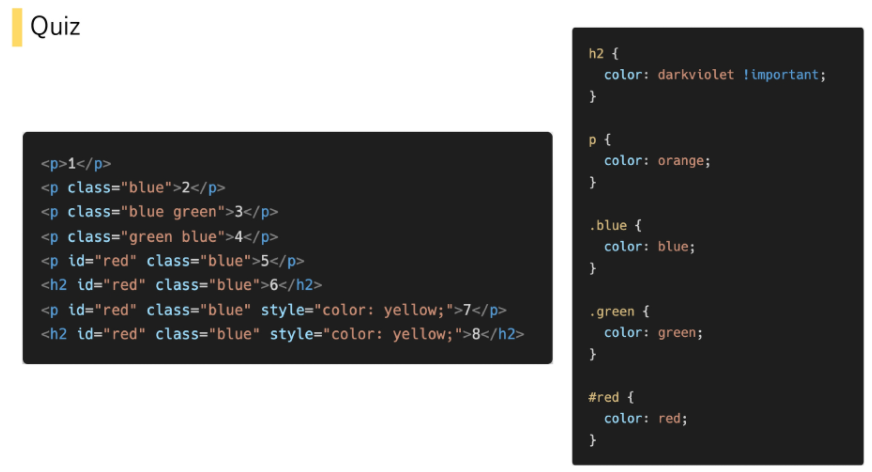 Quiz
<p>1</p>
<p class="blue">2</p>
<p class="blue green">3</p>
<p class="green blue">4</p>
<p id="red" class="blue">5</p>
<h2 id="red" class="blue">6</h2>
<p id="red" class="blue" style="color: yellow;">7</p>
<h2 id="red" class="blue" style="color: yellow;">8</h2>
h2 {
  color: darkviolet !important;
}
p {
  color: orange;
}
.blue {
  color: blue;
}
.green {
  color: green;
}
#red {
  color: red;
}